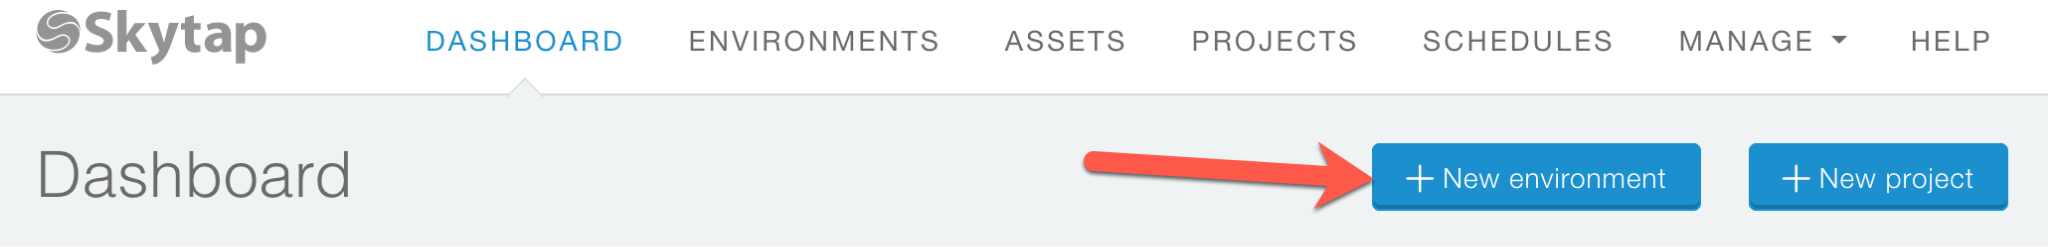 Skytap DASHBOARD ENVIRONMENTS ASSETS PROJECTS SCHEDULES MANAGE HELP
Dashboard + New environment + New project